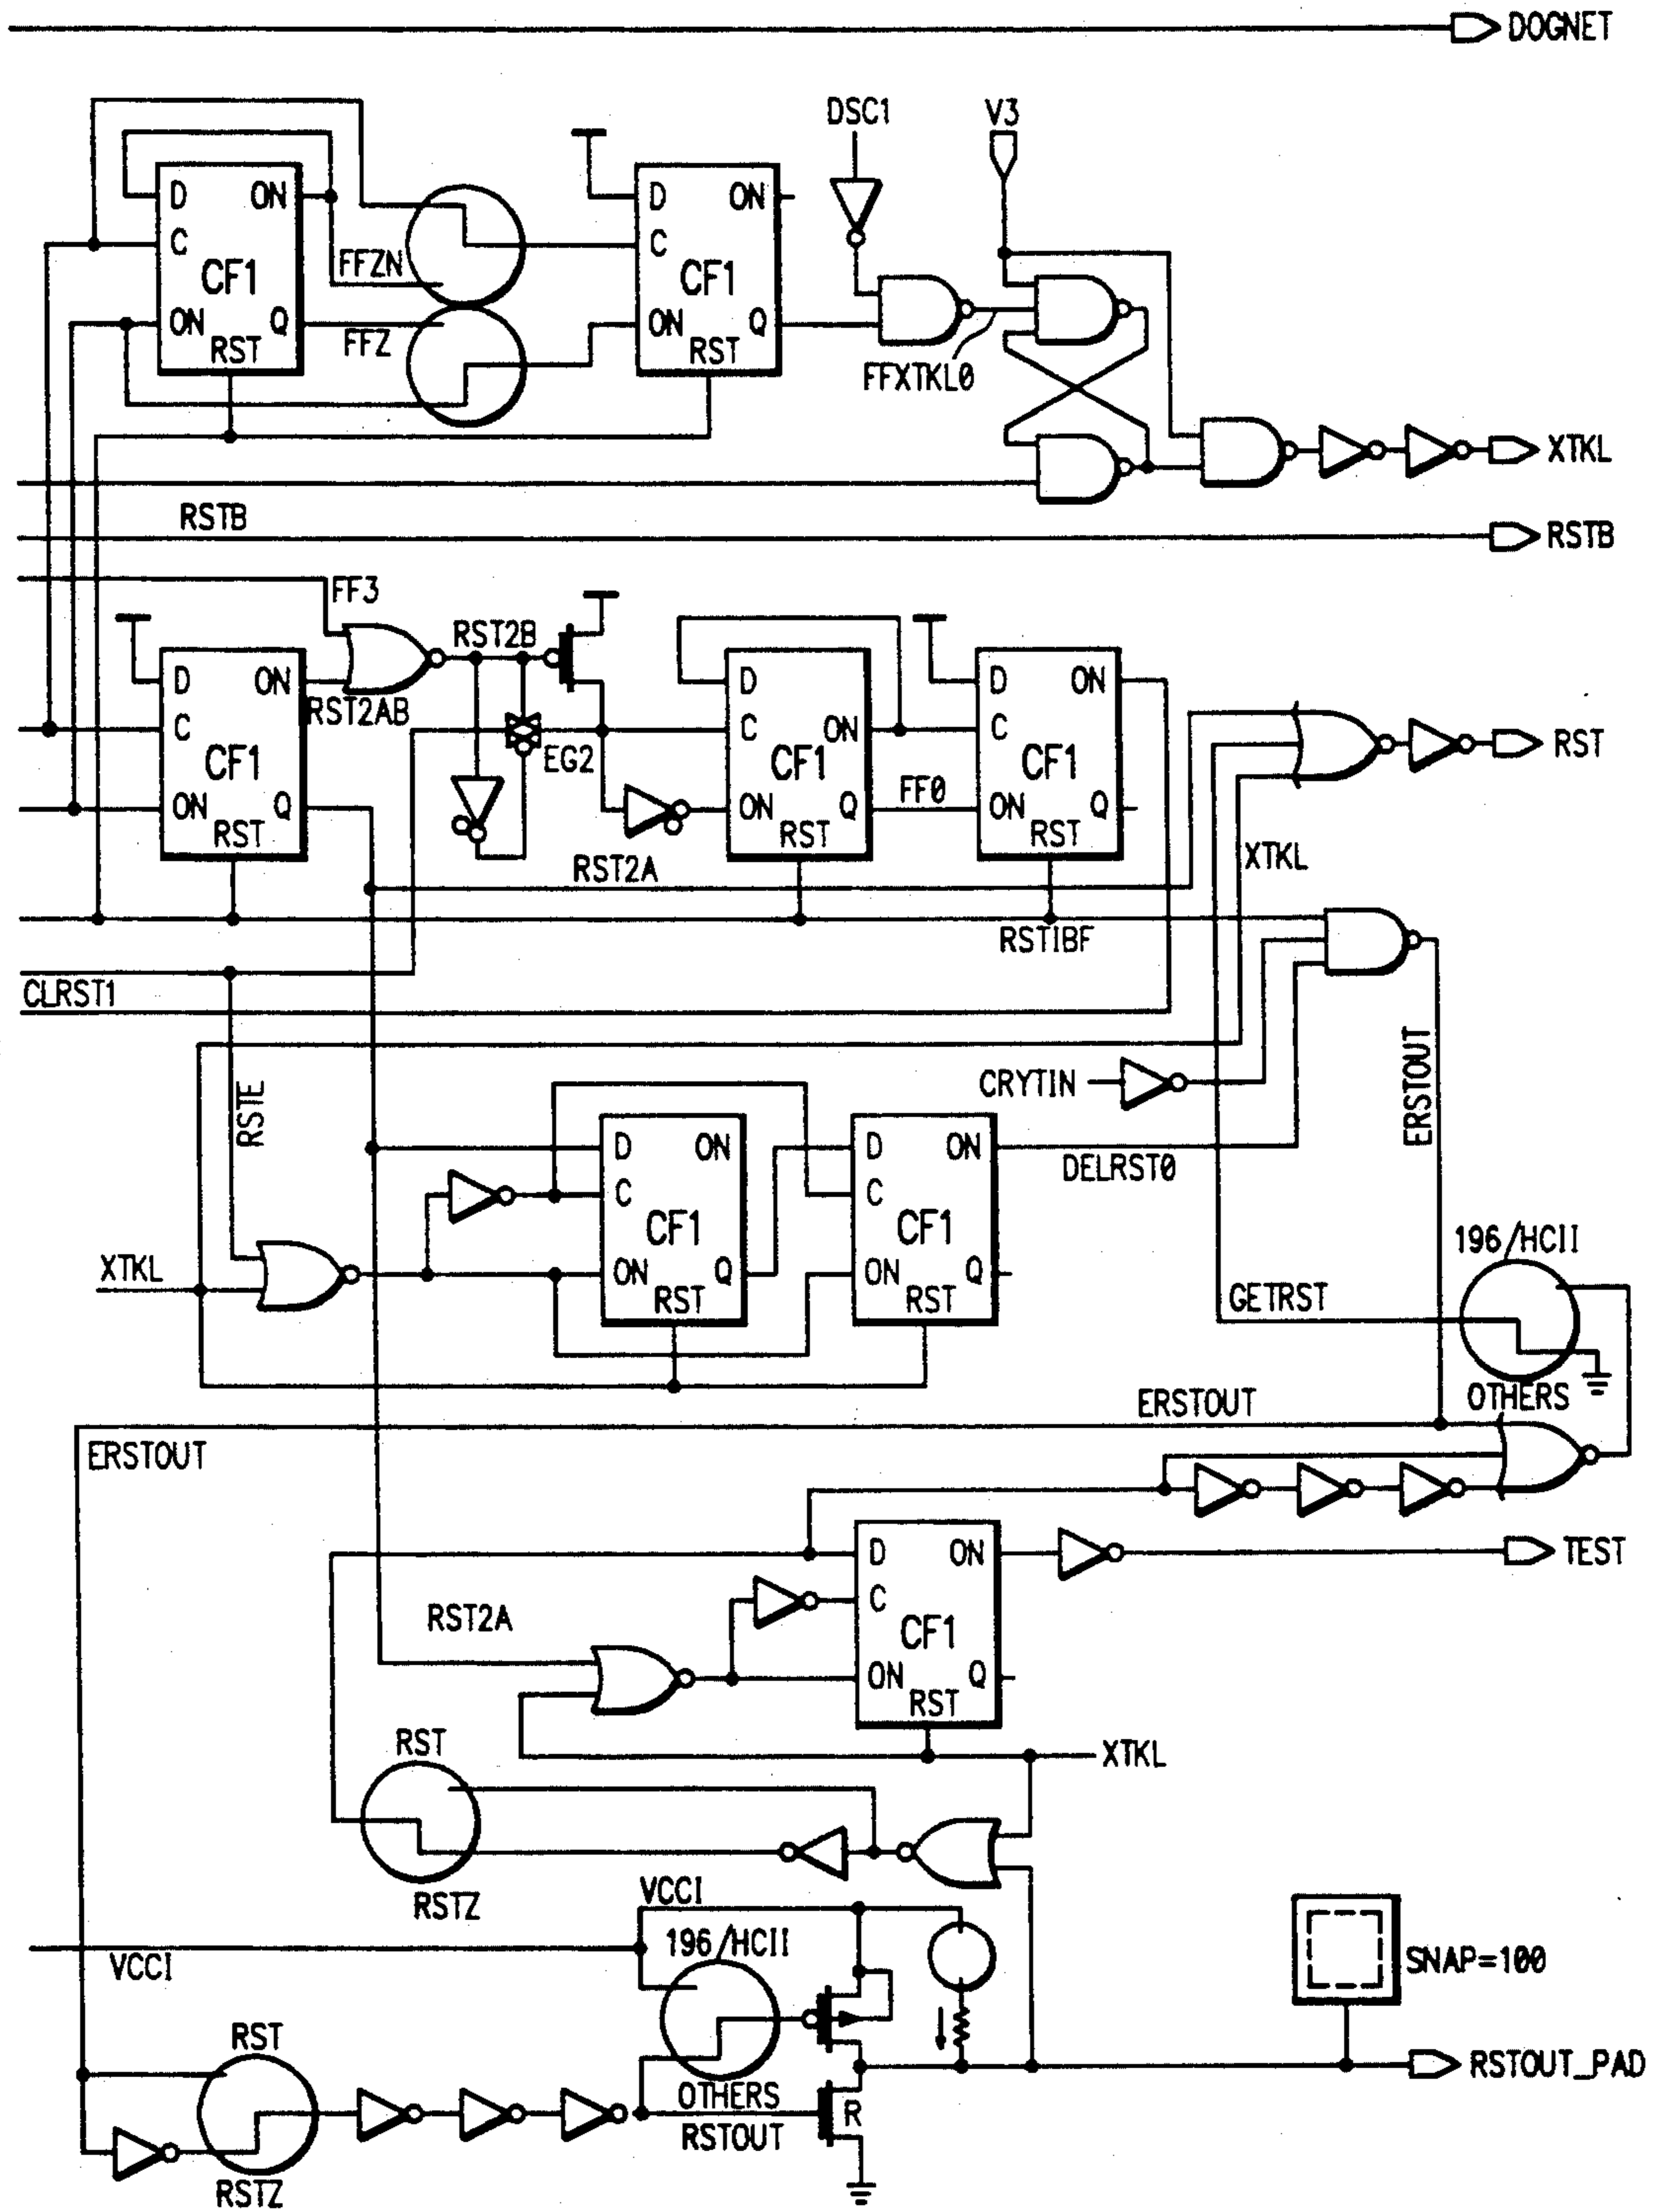 DOGNET
DSC1 V3
D ON D ON
C FFZN C
CF1 CF1
ON Q FFZ ON Q
RST RST
FFXTKL0
XTKL
RSTB
RSTB
FF3
RST2B
D ON D D ON
RST2AB
C C ON C RST
EG2
CF1 CF1 CF1
ON Q ON Q FF0 ON Q
RST RST RST
XTKL
RST2A
RSTIBF
CLRST1
ERSTOUT
CRYTIN
RSTE
D ON D ON
DELRST0
C C
CF1 CF1
196/HCII
XTKL
ON Q ON Q
RST RST
GETRST
OTHERS
ERSTOUT
ERSTOUT
D ON TEST
C
RST2A
CF1
ON Q
RST
RST
XTKL
RSTZ
VCCI
196/HCII
VCCI
SNAP=100
RST
RSTOUT_PAD
OTHERS
R
RSTOUT
RSTZ